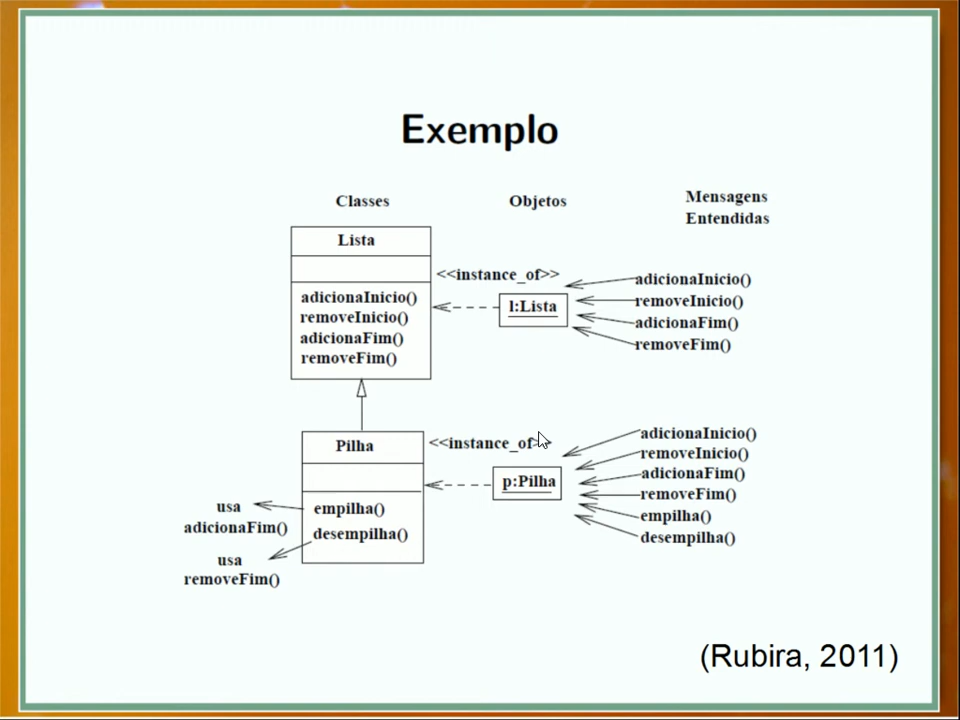 Exemplo
Classes
Objetos
Mensagens
Entendidas
Lista
<<instance_of>>
adicionaInicio()
removeInicio()
adicionaFim()
removeFim()
l:Lista
adicionaInicio()
removeInicio()
adicionaFim()
removeFim()
Pilha
<<instance_of>>
p:Pilha
adicionaInicio()
removeInicio()
adicionaFim()
removeFim()
empilha()
desempilha()
empilha()
desempilha()
usa
adicionaFim()
usa
removeFim()
(Rubira, 2011)